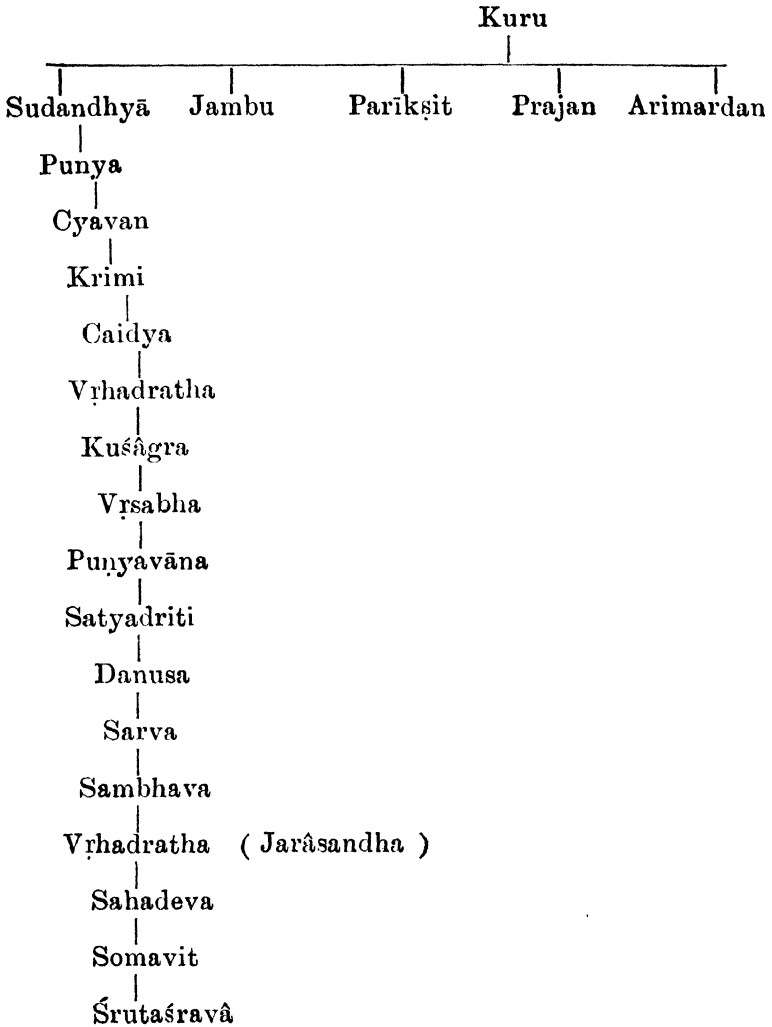 Kuru
Sudandhyā Jambu Parīkṣit Prajan Arimardan
Punya
Cyavan
Krimi
Caidya
Vṛhadratha
Kuśâgra
Vṛsabha
Puṇyavāna
Satyadriti
Danusa
Sarva
Sambhava
Vṛhadratha ( Jarâsandha )
Sahadeva
Somavit
Śrutaśravâ